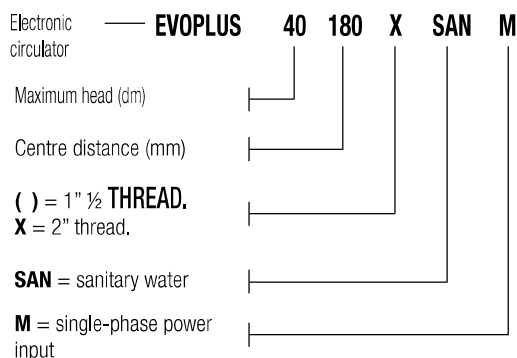 Electronic circulator
EVOPLUS 40 180 X SAN M
Maximum head (dm)
Centre distance (mm)
( ) = 1" ½ THREAD.
X = 2" thread.
SAN = sanitary water
M = single-phase power
input